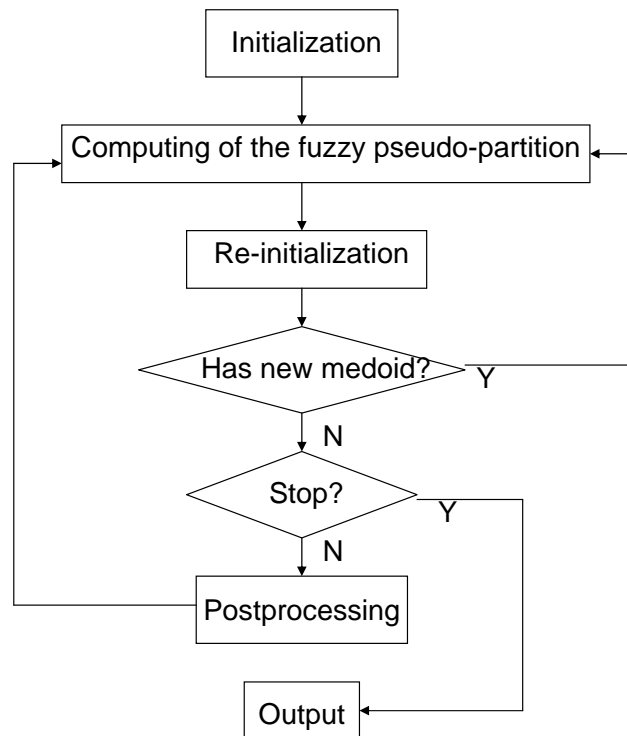 Initialization
Computing of the fuzzy pseudo-partition
Re-initialization
Has new medoid?
Y
N
Stop?
Y
N
Postprocessing
Output